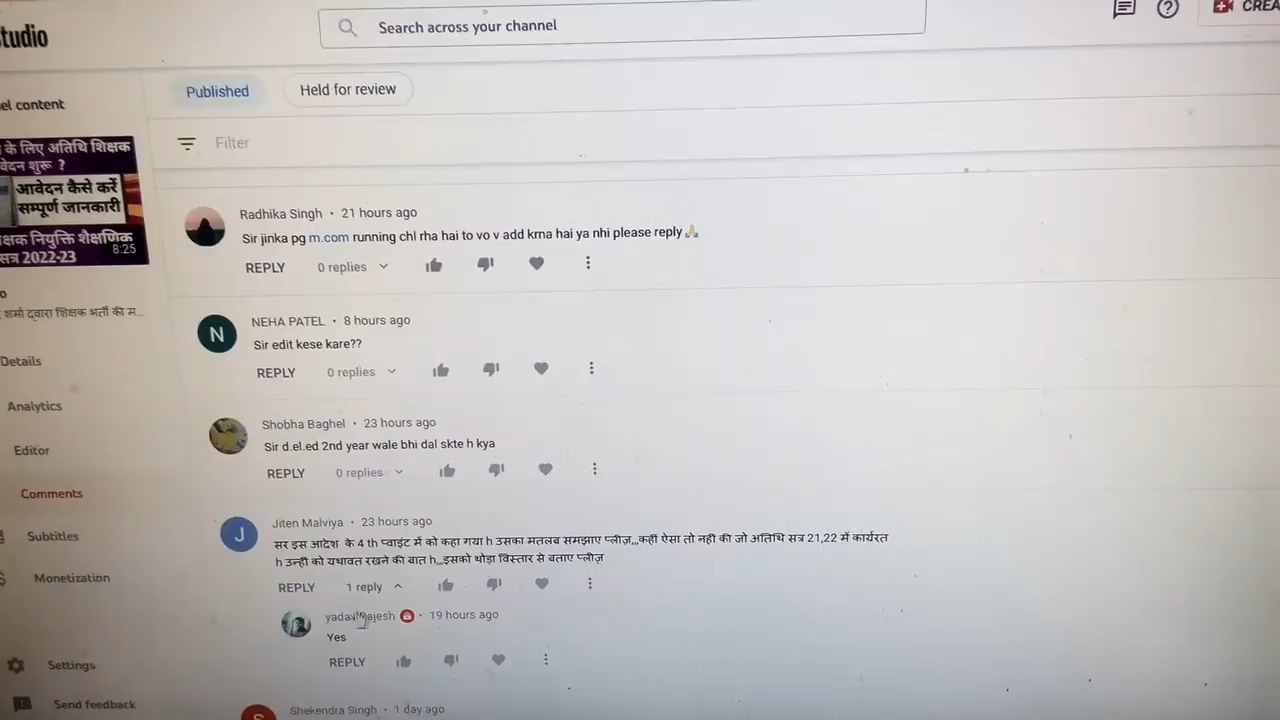 tudio
Search across your channel
CREA
Published
Held for review
el content
Filter
के लिए अतिथि शिक्षक
वेदन शुरू ?
आवेदन कैसे करें
सम्पूर्ण जानकारी
क्षक नियुक्ति शैक्षणिक
सत्र 2022-23
8:25
o
शर्मा द्वारा शिक्षक भर्ती की म...
Details
Analytics
Editor
Comments
Subtitles
Monetization
Settings
Send feedback
Radhika Singh • 21 hours ago
Sir jinka pg m.com running chl rha hai to vo v add krna hai ya nhi please reply🙏
REPLY 0 replies
N
NEHA PATEL • 8 hours ago
Sir edit kese kare??
REPLY 0 replies
Shobha Baghel • 23 hours ago
Sir d.el.ed 2nd year wale bhi dal skte h kya
REPLY 0 replies
J
Jiten Malviya • 23 hours ago
सर इस आदेश के 4 th प्वाइंट में को कहा गया h उसका मतलब समझाए प्लीज़,,,कहीं ऐसा तो नहीं की जो अतिथि सत्र 21,22 में कार्यरत
h उन्हीं को यथावत रखने की बात h,,,इसको थोड़ा विस्तार से बताए प्लीज़
REPLY 1 reply
19 hours ago
Yes
REPLY
S
Shekendra Singh • 1 day ago